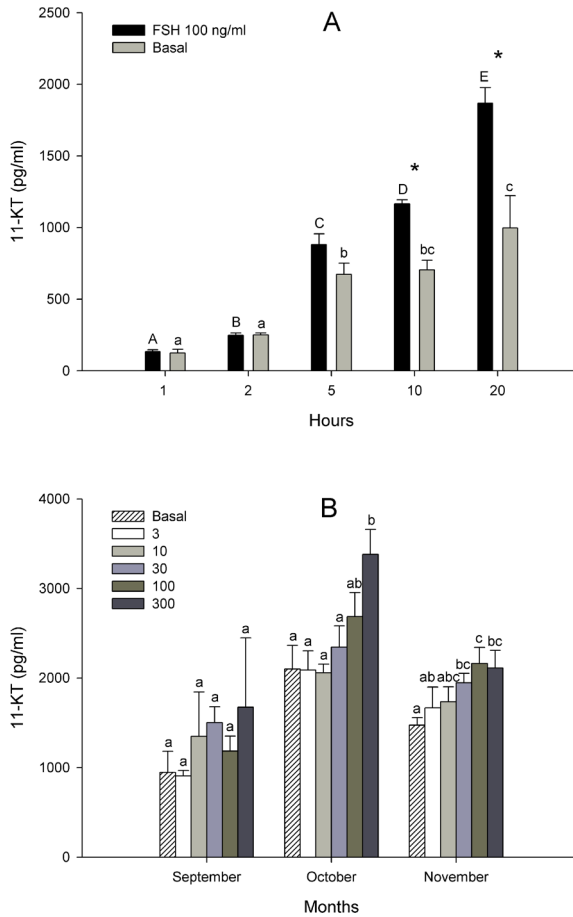 A
FSH 100 ng/ml
Basal
11-KT (pg/ml)
2500
2000
1500
1000
500
0
A a B a C b * D bc * E c
1 2 5 10 20
Hours
B
Basal
3
10
30
100
300
11-KT (pg/ml)
4000
3000
2000
1000
0
a a a a a a
a a a a ab b
a ab abc bc c bc
September October November
Months